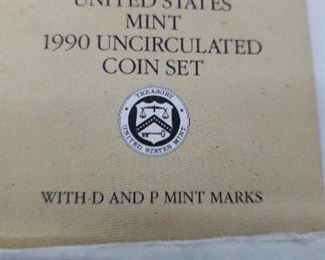 UNITED STATES
MINT
1990 UNCIRCULATED
COIN SET
TREASURY
UNITED STATES MINT
WITH D AND P MINT MARKS